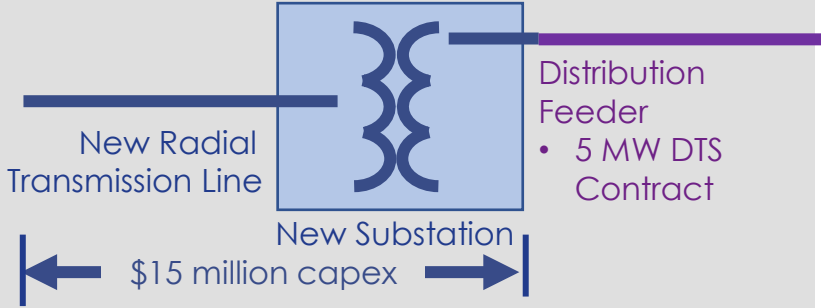 New Radial
Transmission Line
Distribution
Feeder
• 5 MW DTS
Contract
New Substation
$15 million capex